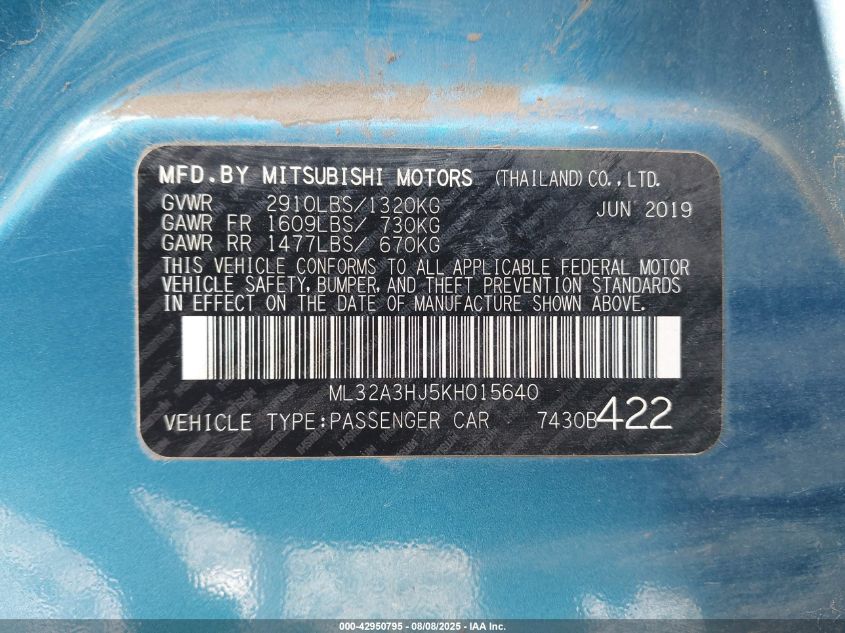 MFD.BY MITSUBISHI MOTORS (THAILAND) CO.,LTD.
GVWR 2910LBS/1320KG JUN 2019
GAWR FR 1609LBS/ 730KG
GAWR RR 1477LBS/ 670KG
THIS VEHICLE CONFORMS TO ALL APPLICABLE FEDERAL MOTOR
VEHICLE SAFETY, BUMPER, AND THEFT PREVENTION STANDARDS
IN EFFECT ON THE DATE OF MANUFACTURE SHOWN ABOVE.
ML32A3HJ5KH015640
VEHICLE TYPE:PASSENGER CAR 7430B 422
000-42950795 - 08/08/2025 - IAA Inc.